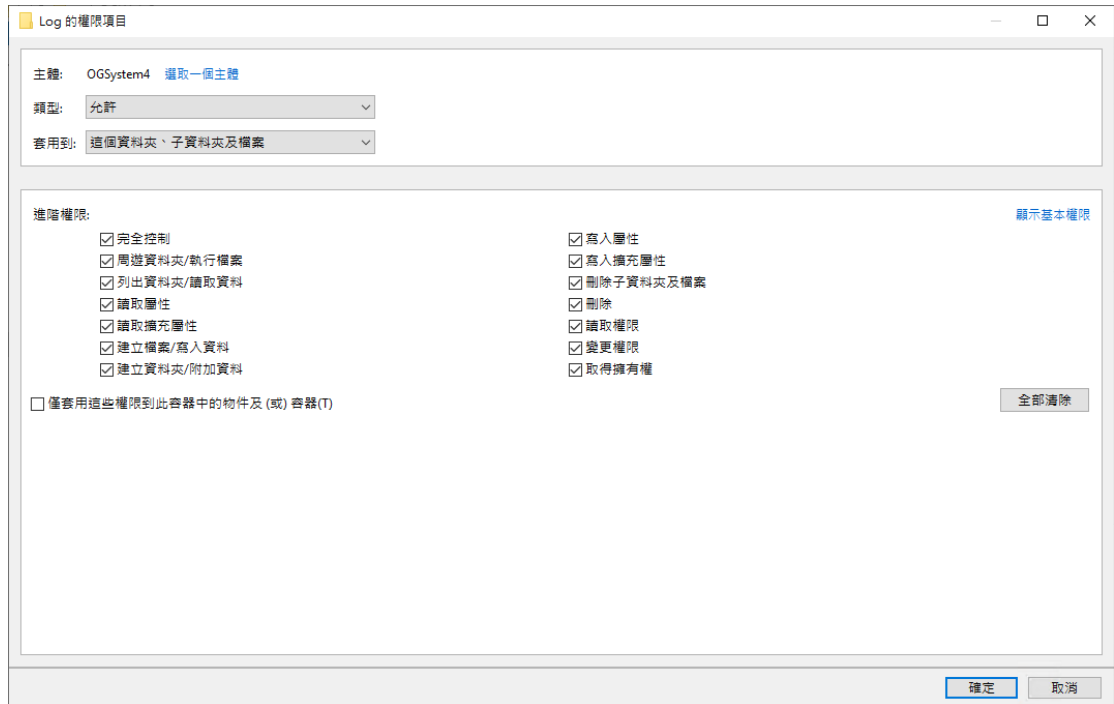 Log 的權限項目
主體: OGSystem4 選取一個主體
類型: 允許
套用到: 這個資料夾、子資料夾及檔案
進階權限: 顯示基本權限
完全控制 寫入屬性
周遊資料夾/執行檔案 寫入擴充屬性
列出資料夾/讀取資料 刪除子資料夾及檔案
讀取屬性 刪除
讀取擴充屬性 讀取權限
建立檔案/寫入資料 變更權限
建立資料夾/附加資料 取得擁有權
僅套用這些權限到此容器中的物件及 (或) 容器(T) 全部清除
確定 取消